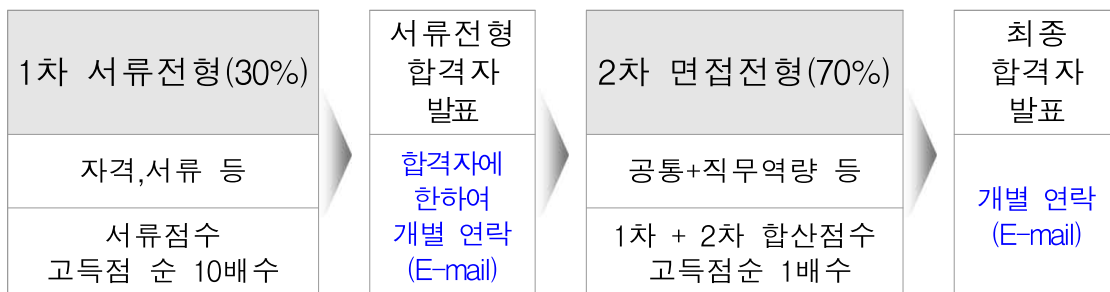 1차 서류전형(30%)
자격,서류 등
서류점수
고득점 순 10배수
서류전형
합격자
발표
합격자에
한하여
개별 연락
(E-mail)
2차 면접전형(70%)
공통+직무역량 등
1차 + 2차 합산점수
고득점순 1배수
최종
합격자
발표
개별 연락
(E-mail)